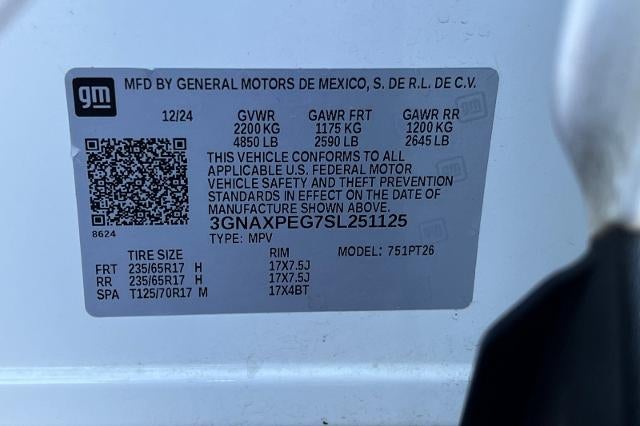 gm
MFD BY GENERAL MOTORS DE MEXICO, S. DE R.L. DE C.V.
12/24 GVWR GAWR FRT GAWR RR
2200 KG 1175 KG 1200 KG
4850 LB 2590 LB 2645 LB
THIS VEHICLE CONFORMS TO ALL
APPLICABLE U.S. FEDERAL MOTOR
VEHICLE SAFETY AND THEFT PREVENTION
STANDARDS IN EFFECT ON THE DATE OF
MANUFACTURE SHOWN ABOVE.
8624 3GNAXPEG7SL251125
TYPE: MPV
TIRE SIZE RIM MODEL: 751PT26
FRT 235/65R17 H 17X7.5J
RR 235/65R17 H 17X7.5J
SPA T125/70R17 M 17X4BT